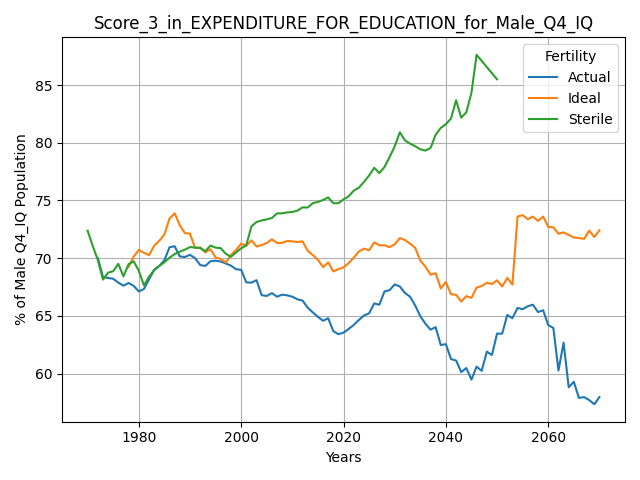 Score_3_in_EXPENDITURE_FOR_EDUCATION_for_Male_Q4_IQ
Fertility
Actual
Ideal
Sterile
% of Male Q4_IQ Population
85
80
75
70
65
60
1980
2000
2020
2040
2060
Years